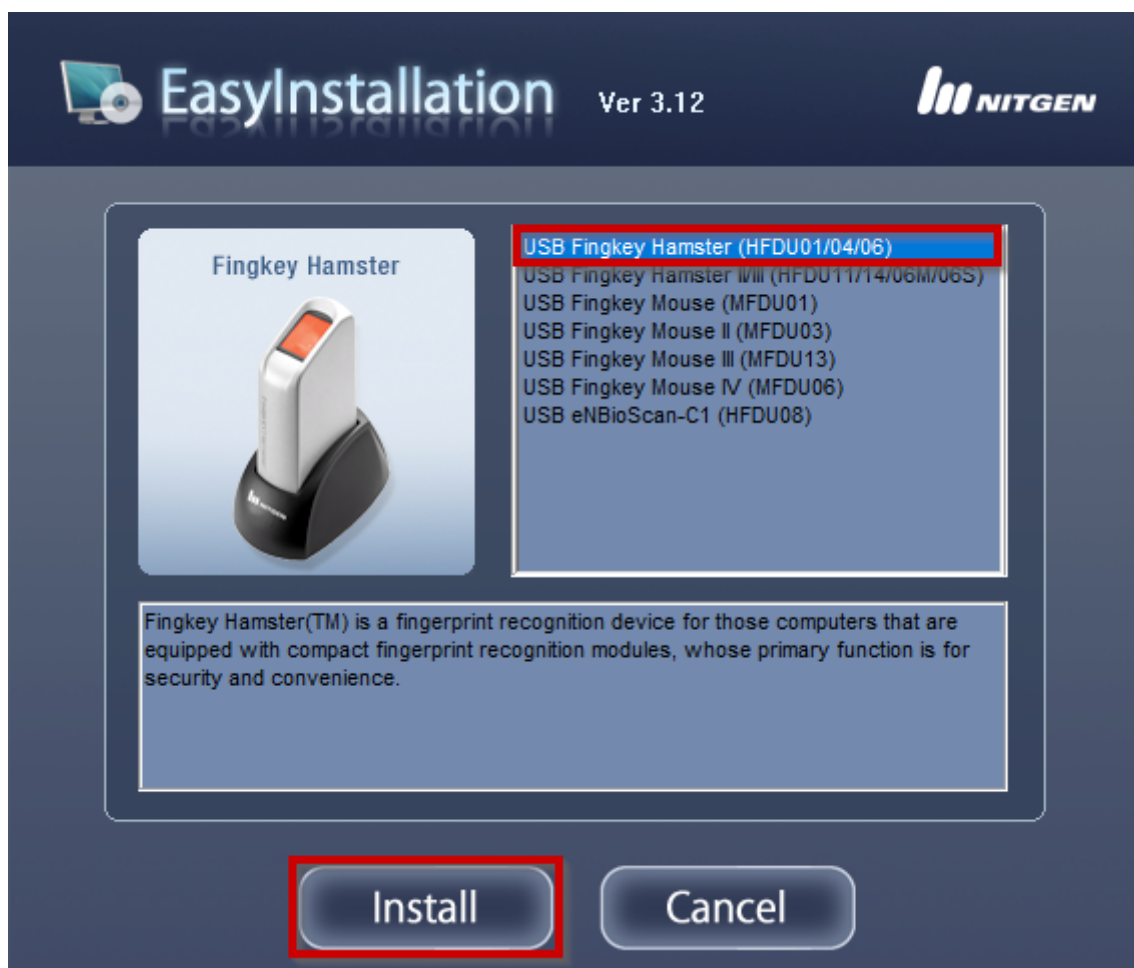 EasyInstallation Ver 3.12
NITGEN
Fingkey Hamster
USB Fingkey Hamster (HFDU01/04/06)
USB Fingkey Hamster II/III (HFDU11/14/06M/06S)
USB Fingkey Mouse (MFDU01)
USB Fingkey Mouse II (MFDU03)
USB Fingkey Mouse III (MFDU13)
USB Fingkey Mouse IV (MFDU06)
USB eNBioScan-C1 (HFDU08)
NITGEN
Fingkey Hamster(TM) is a fingerprint recognition device for those computers that are
equipped with compact fingerprint recognition modules, whose primary function is for
security and convenience.
Install
Cancel